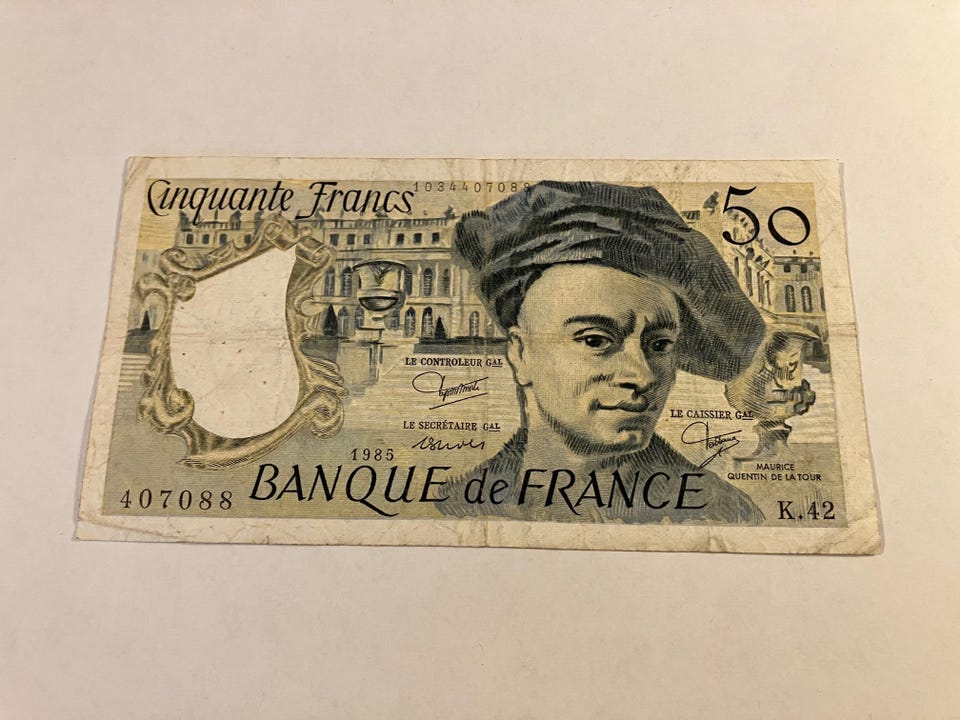 Cinquante Francs
1034407088
50
LE CONTROLEUR GAL
LE SECRÉTAIRE GAL
LE CAISSIER GAL
1985
MAURICE
QUENTIN DE LA TOUR
407088
BANQUE de FRANCE
K.42